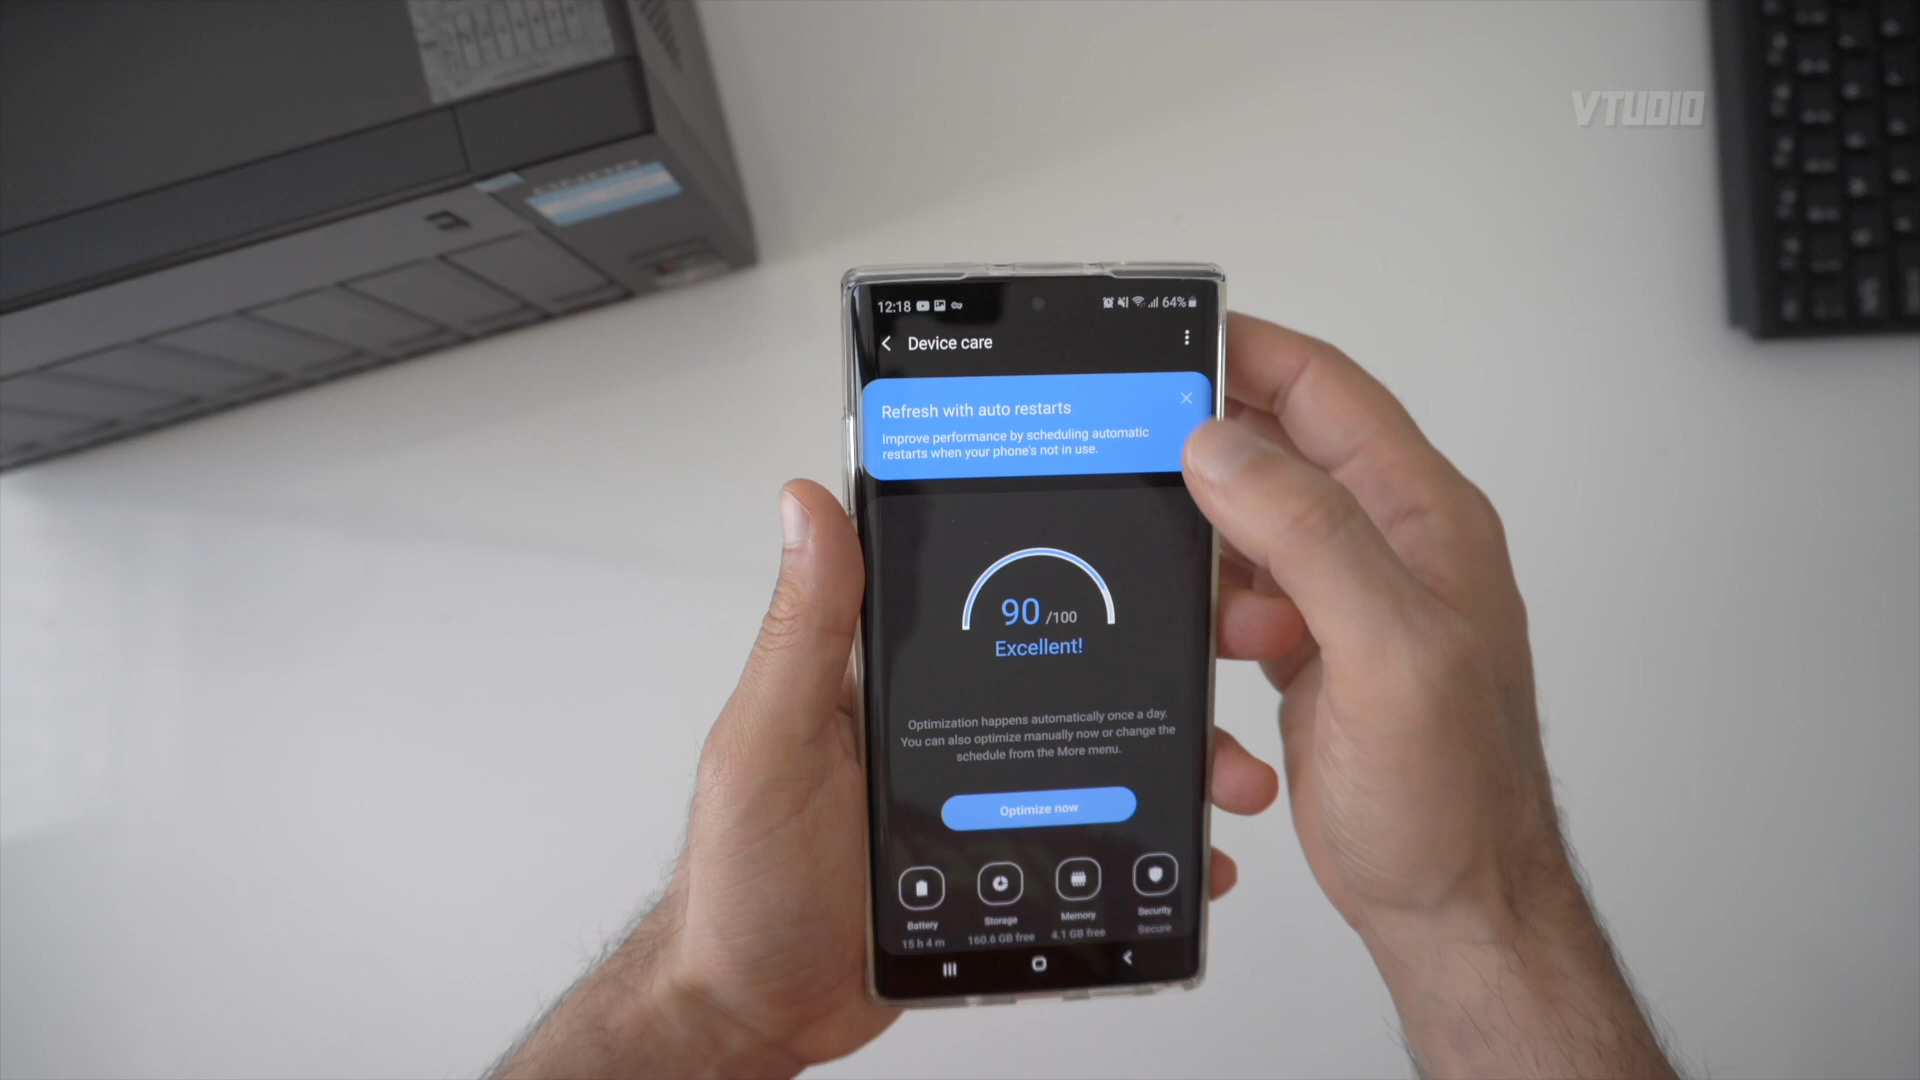 VTUDIO
12:18
64%
Device care
Refresh with auto restarts
Improve performance by scheduling automatic
restarts when your phone's not in use.
90 /100
Excellent!
Optimization happens automatically once a day.
You can also optimize manually now or change the
schedule from the More menu.
Optimize now
Battery
15 h 4 m
Storage
160.6 GB free
Memory
4.1 GB free
Security
Secure